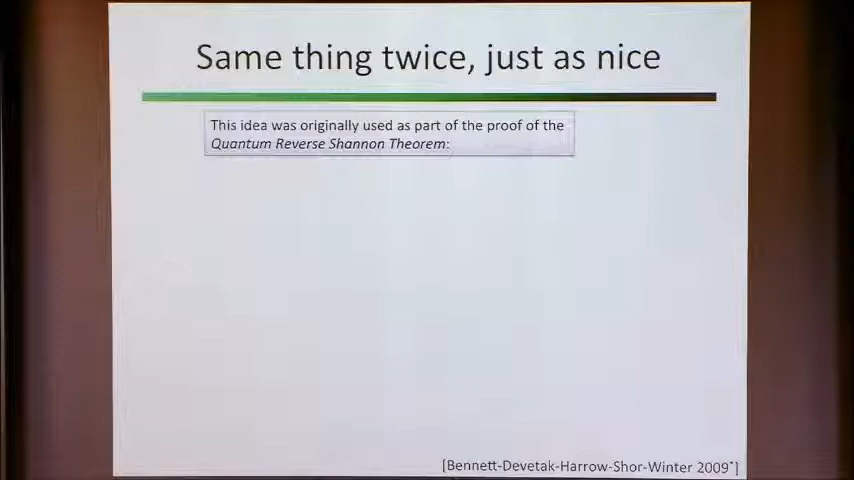 Same thing twice, just as nice
This idea was originally used as part of the proof of the
Quantum Reverse Shannon Theorem:
[Bennett-Devetak-Harrow-Shor-Winter 2009*]